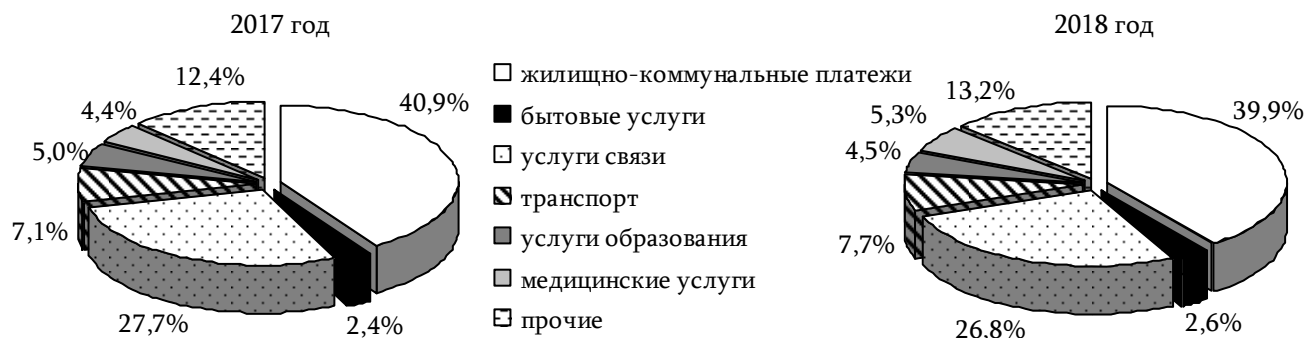 2017 год
2018 год
12,4%
40,9%
4,4%
5,0%
7,1%
27,7%
2,4%
жилищно-коммунальные платежи
бытовые услуги
услуги связи
транспорт
услуги образования
медицинские услуги
прочие
13,2%
39,9%
5,3%
4,5%
7,7%
26,8%
2,6%